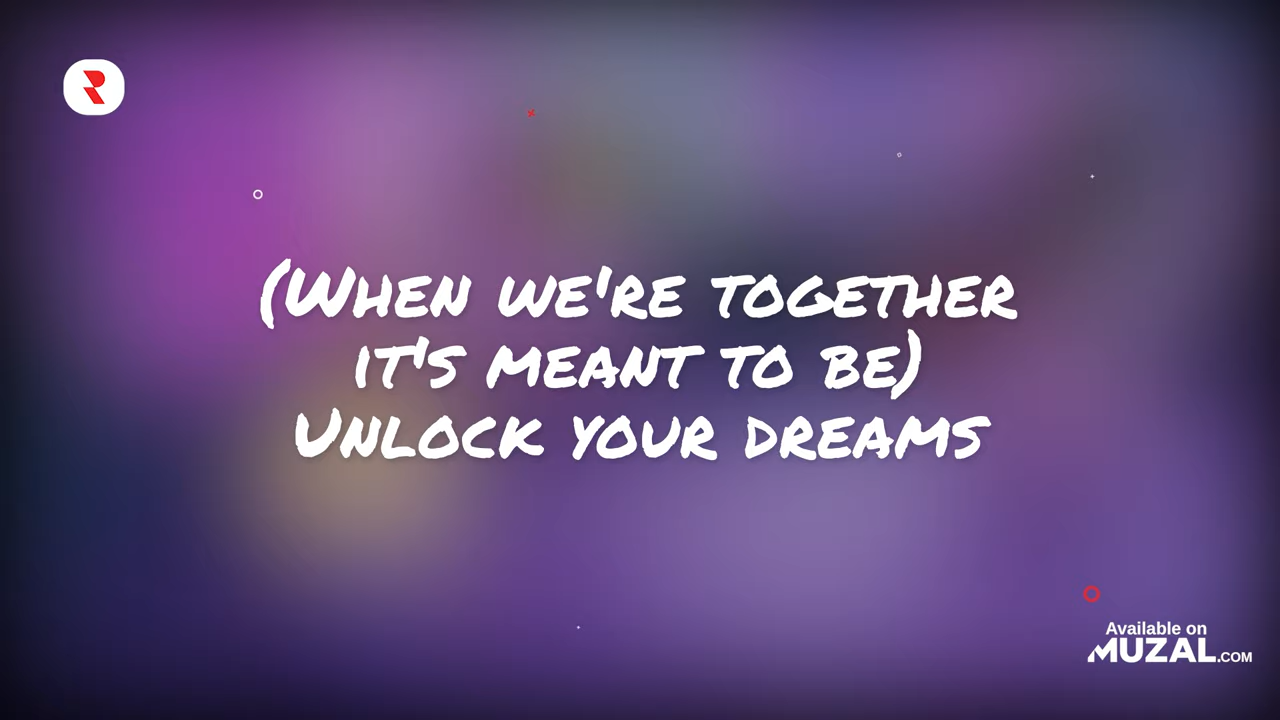 R
(When we're together
it's meant to be)
Unlock your dreams
Available on
MUZAL.COM